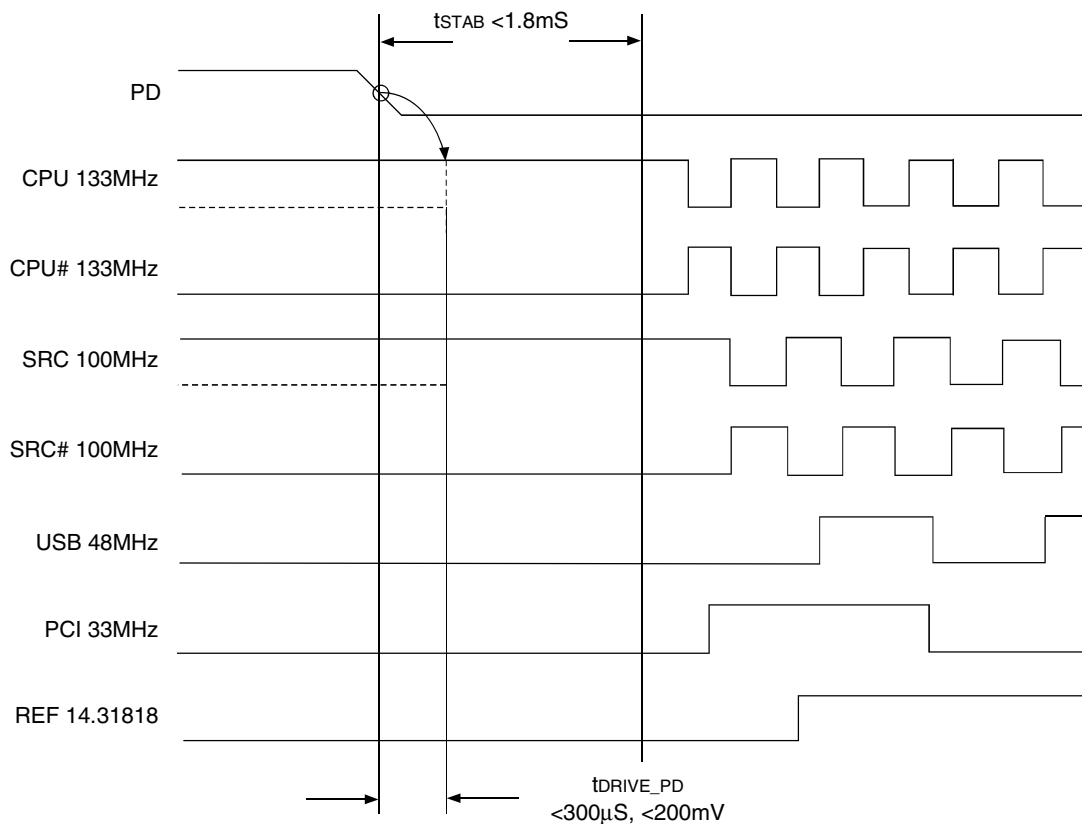 tSTAB <1.8mS
PD
CPU 133MHz
CPU# 133MHz
SRC 100MHz
SRC# 100MHz
USB 48MHz
PCI 33MHz
REF 14.31818
tDRIVE_PD
<300μS, <200mV